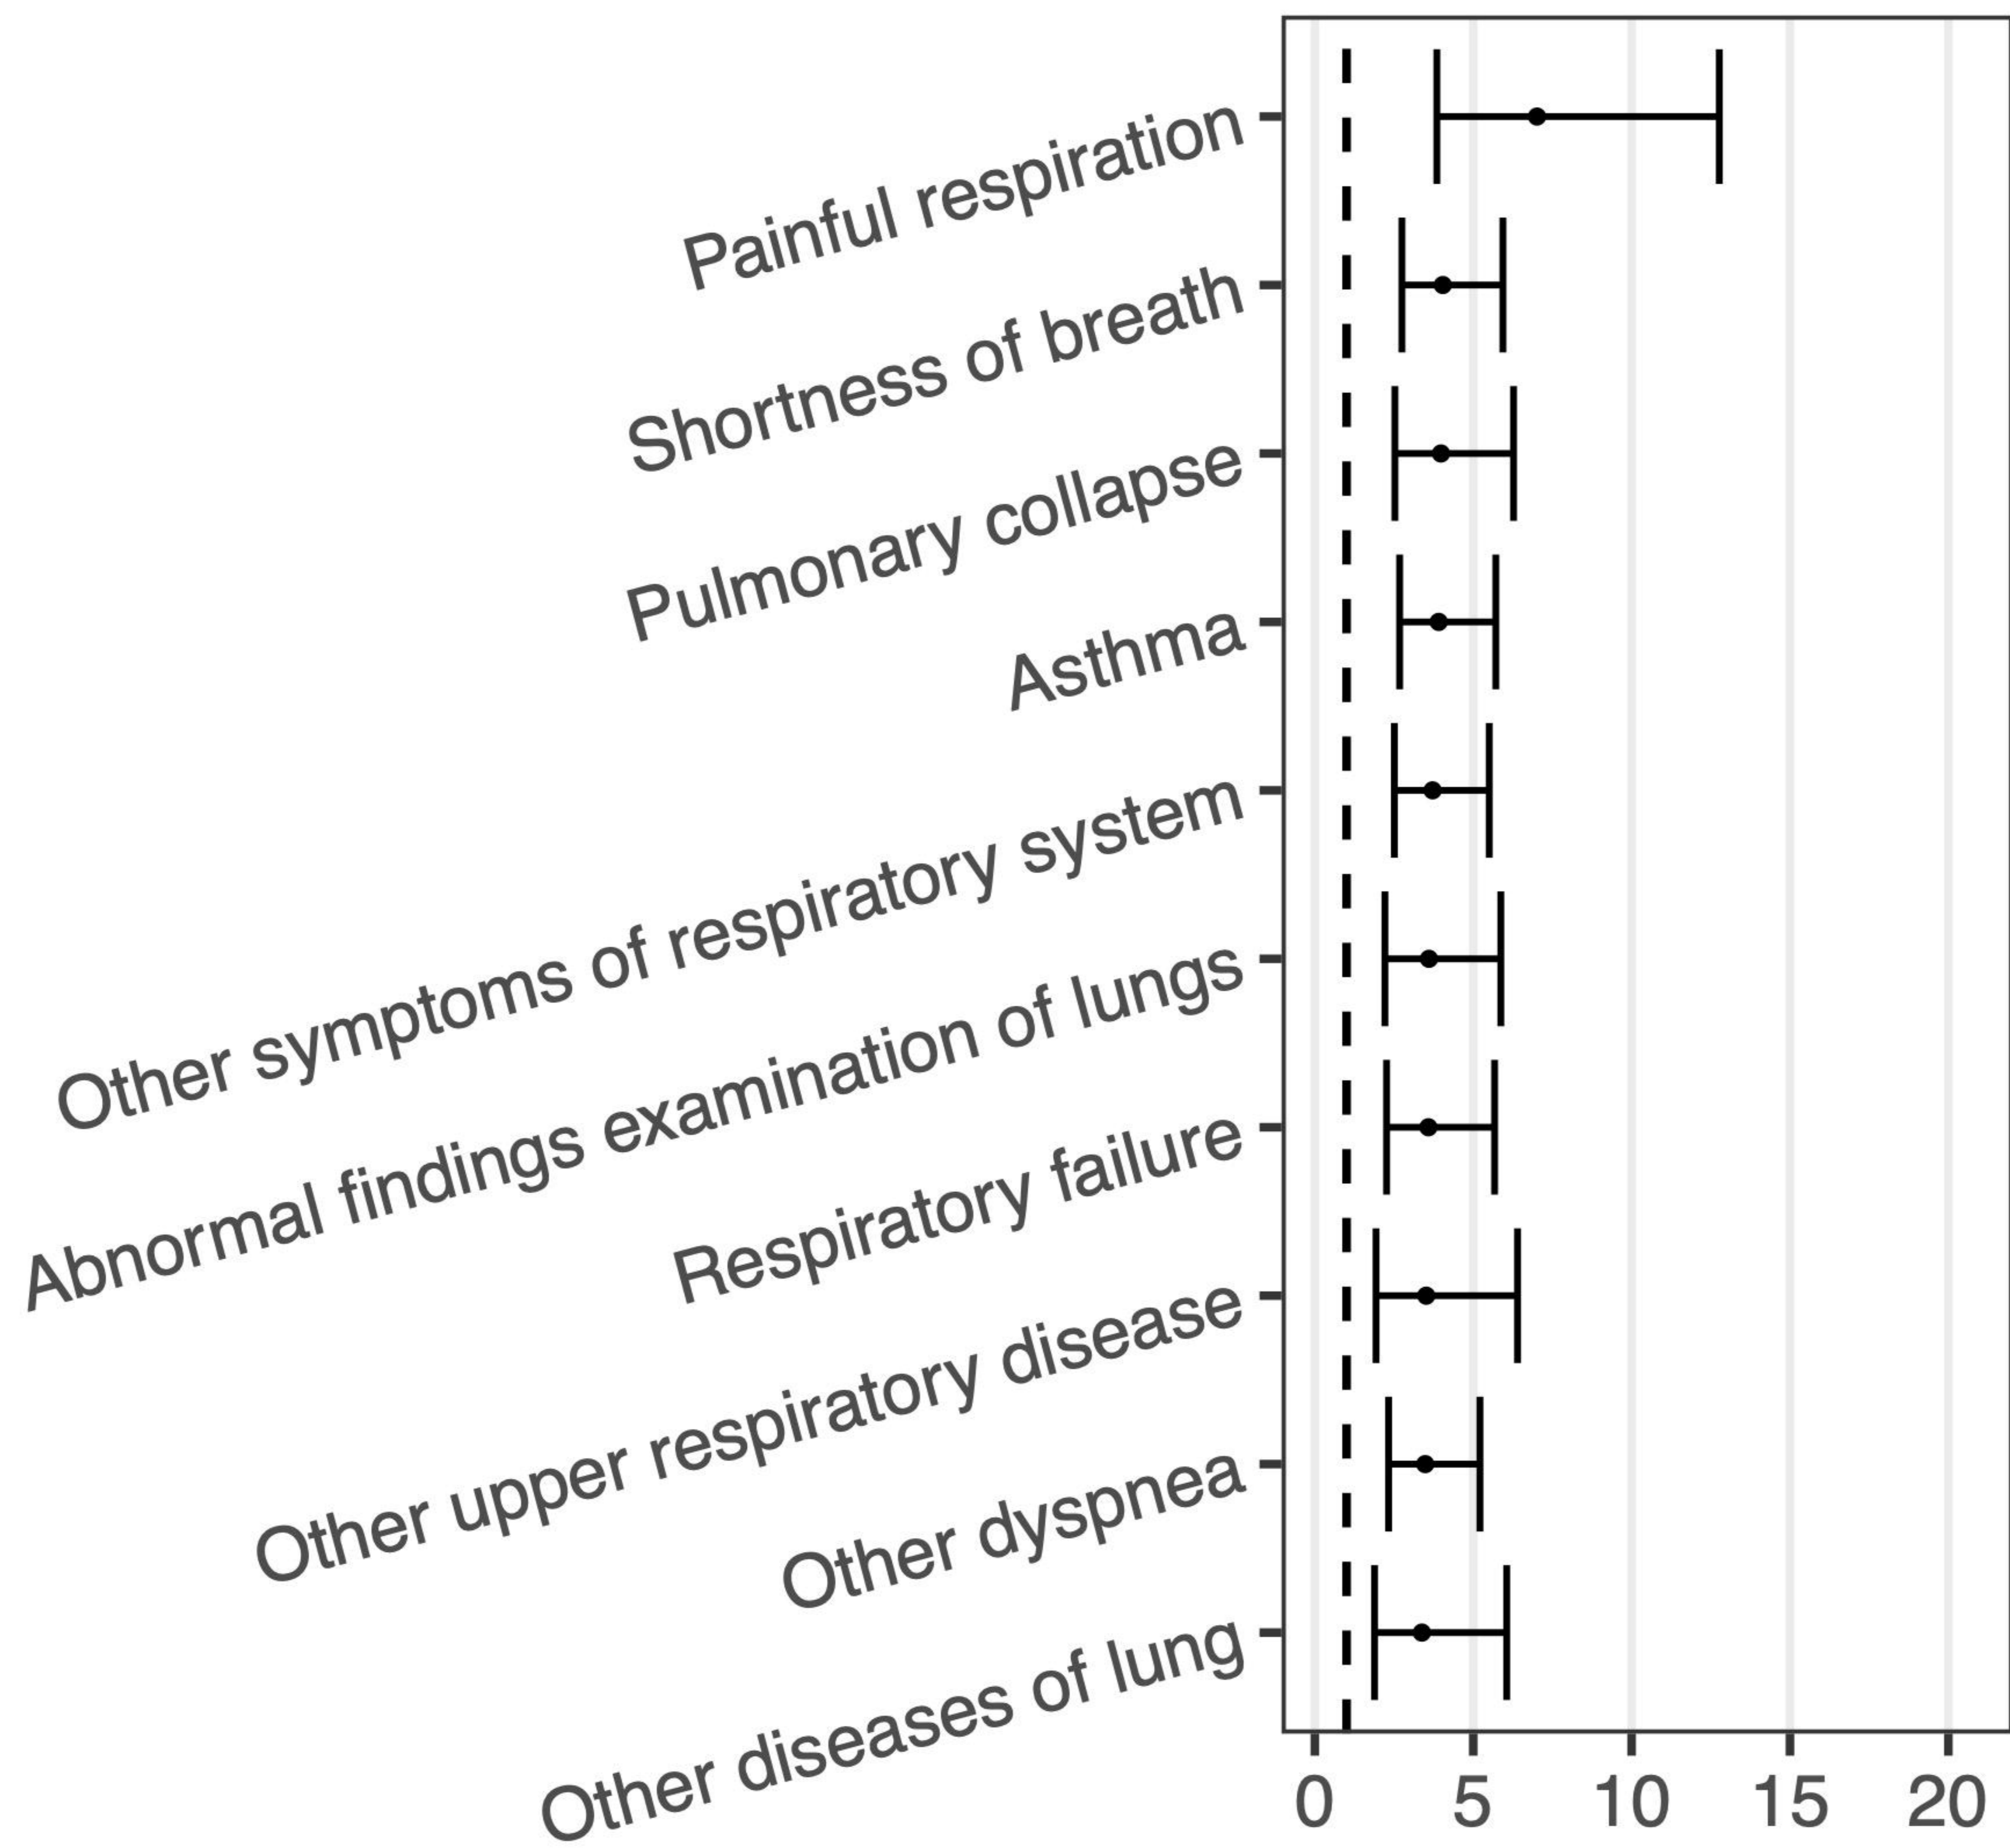 Painful respiration
Shortness of breath
Pulmonary collapse
Asthma
Other symptoms of respiratory system
Abnormal findings examination of lungs
Respiratory failure
Other upper respiratory disease
Other dyspnea
Other diseases of lung
0 5 10 15 20